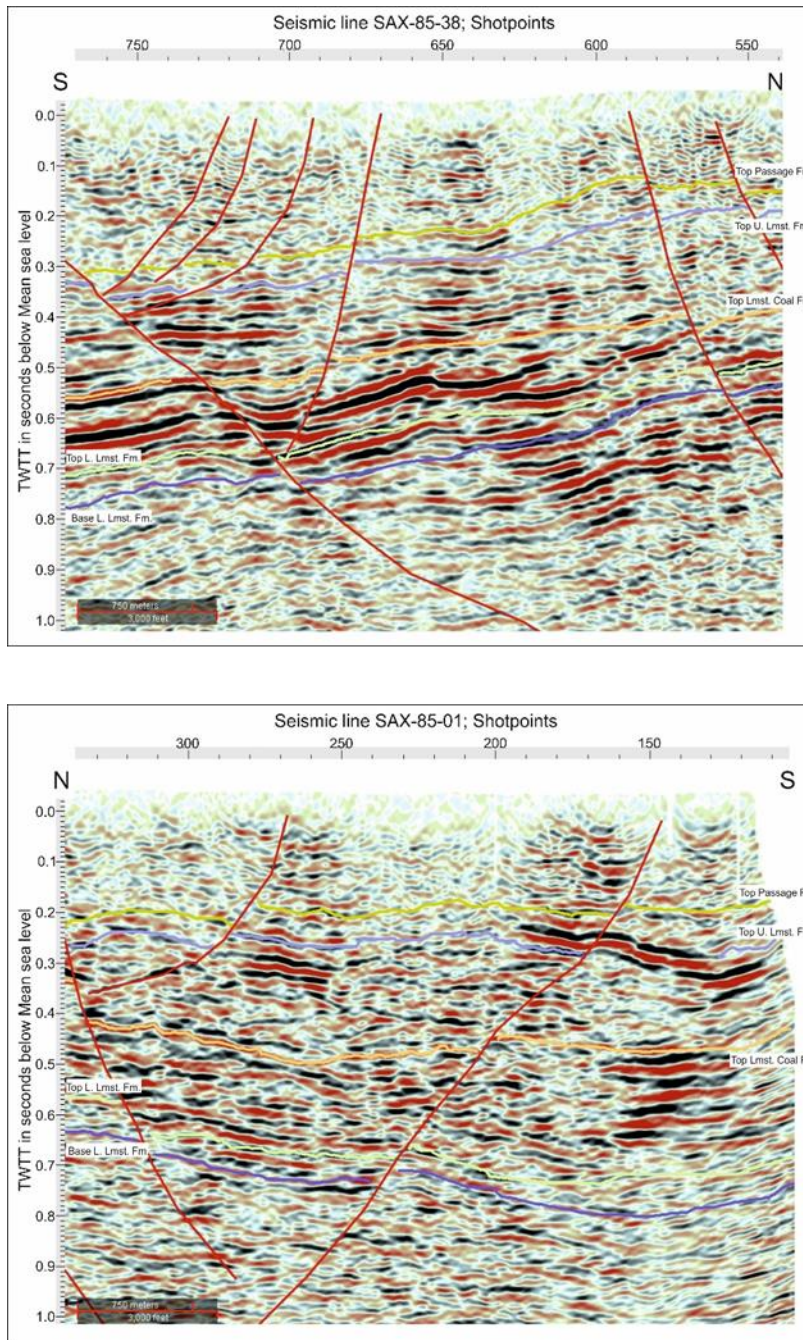 Seismic line SAX-85-38; Shotpoints
750 700 650 600 550
S N
TWTT in seconds below Mean sea level
0.0
0.1
0.2
0.3
0.4
0.5
0.6
0.7
0.8
0.9
1.0
Top Passage F
Top U. Lmst. Fm
Top Lmst. Coal F
Top L. Lmst. Fm.
Base L. Lmst. Fm.
750 meters
3,000 feet
Seismic line SAX-85-01; Shotpoints
300 250 200 150
N S
TWTT in seconds below Mean sea level
0.0
0.1
0.2
0.3
0.4
0.5
0.6
0.7
0.8
0.9
1.0
Top Passage F
Top U. Lmst. F
Top Lmst. Coal F
Top L. Lmst. Fm.
Base L. Lmst. Fm.
750 meters
3,000 feet